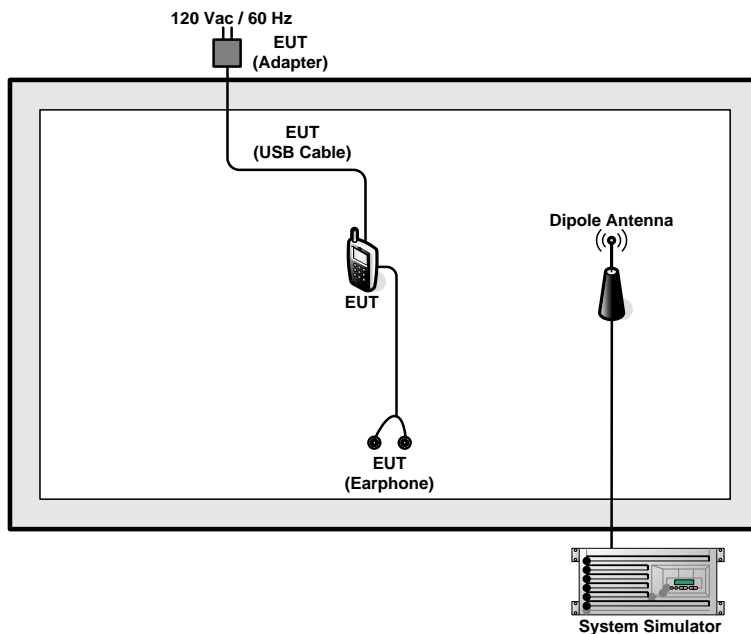 120 Vac / 60 Hz
EUT
(Adapter)
EUT
(USB Cable)
Dipole Antenna
EUT
EUT
(Earphone)
System Simulator